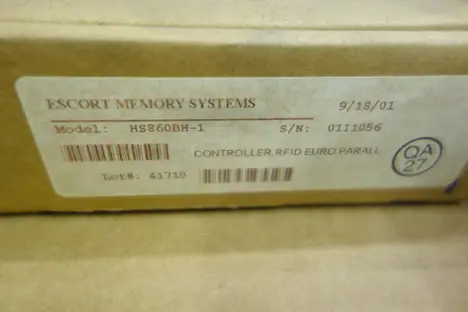 ESCORT MEMORY SYSTEMS 9/18/01
Model: HS860BH-1 S/N: 0111056
CONTROLLER RFID EURO PARALL
QA
27
Lot#: 41710